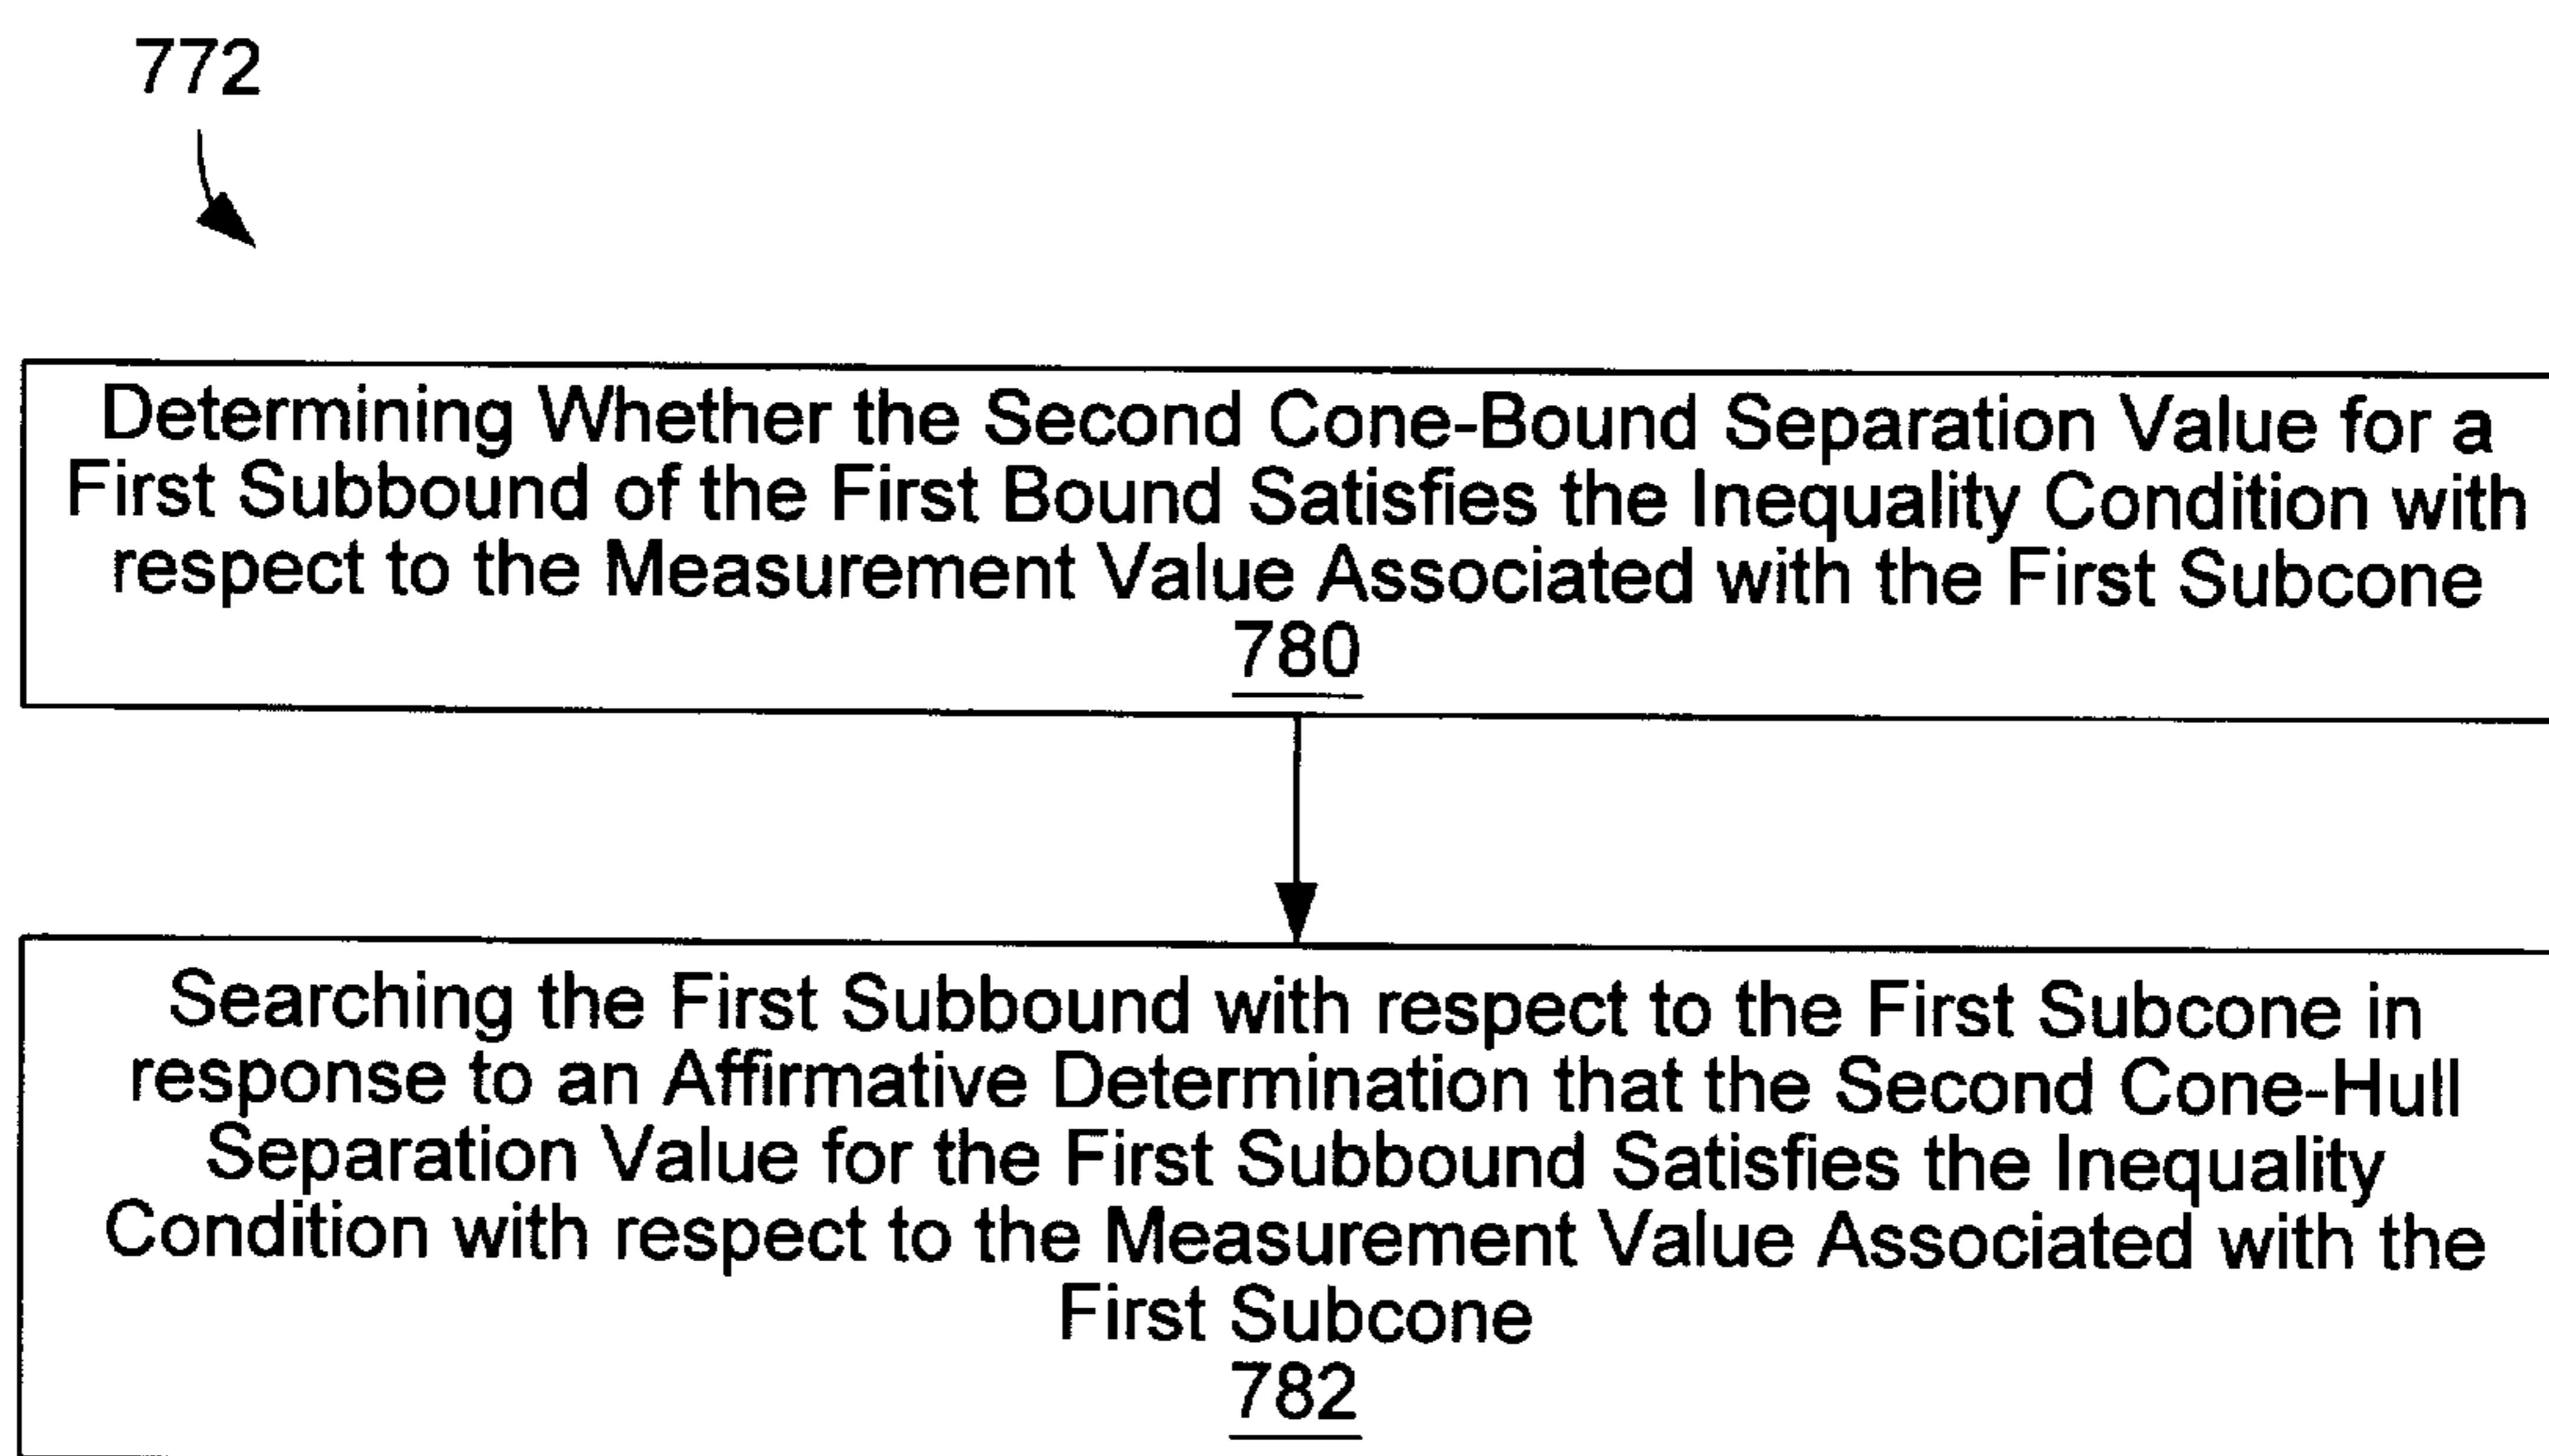 772
Determining Whether the Second Cone-Bound Separation Value for a
First Subbound of the First Bound Satisfies the Inequality Condition with
respect to the Measurement Value Associated with the First Subcone
780
Searching the First Subbound with respect to the First Subcone in
response to an Affirmative Determination that the Second Cone-Hull
Separation Value for the First Subbound Satisfies the Inequality
Condition with respect to the Measurement Value Associated with the
First Subcone
782